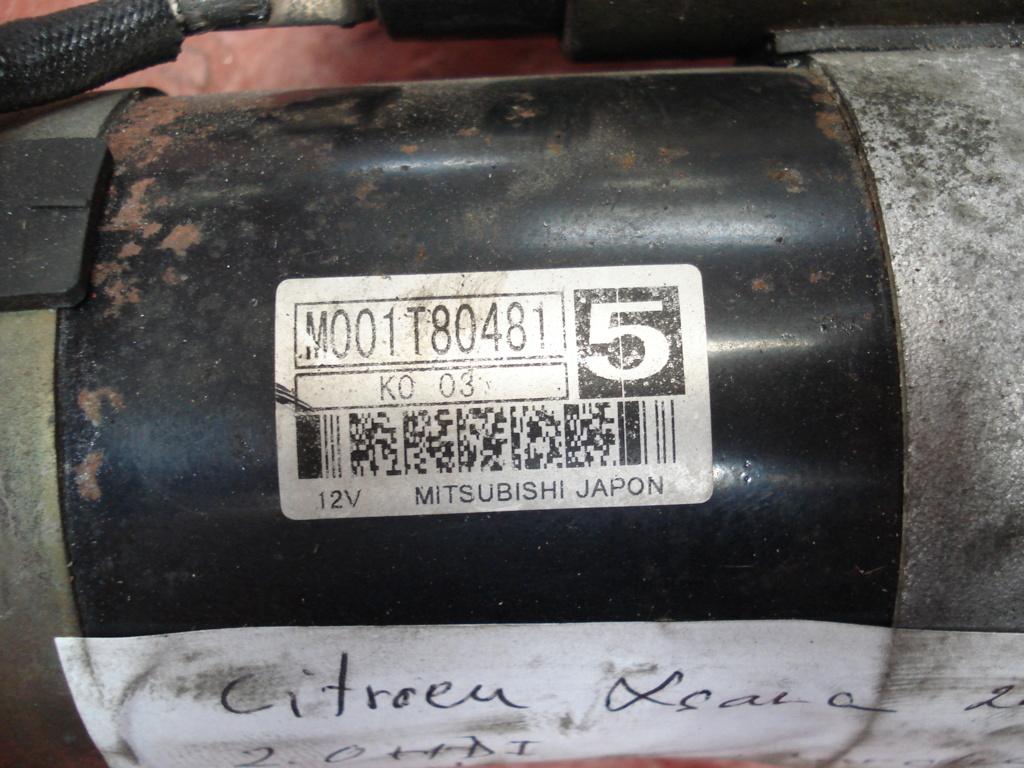 M001T80481 5
K0 03
12V MITSUBISHI JAPON
Citroen
2.0 HDI